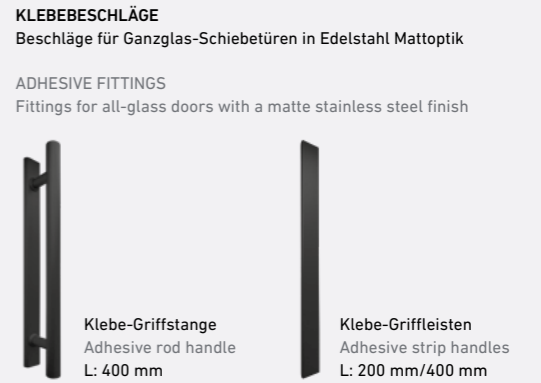 KLEBEBESCHLÄGE
Beschläge für Ganzglas-Schiebetüren in Edelstahl Mattoptik
ADHESIVE FITTINGS
Fittings for all-glass doors with a matte stainless steel finish
Klebe-Griffstange
Adhesive rod handle
L: 400 mm
Klebe-Griffleisten
Adhesive strip handles
L: 200 mm/400 mm